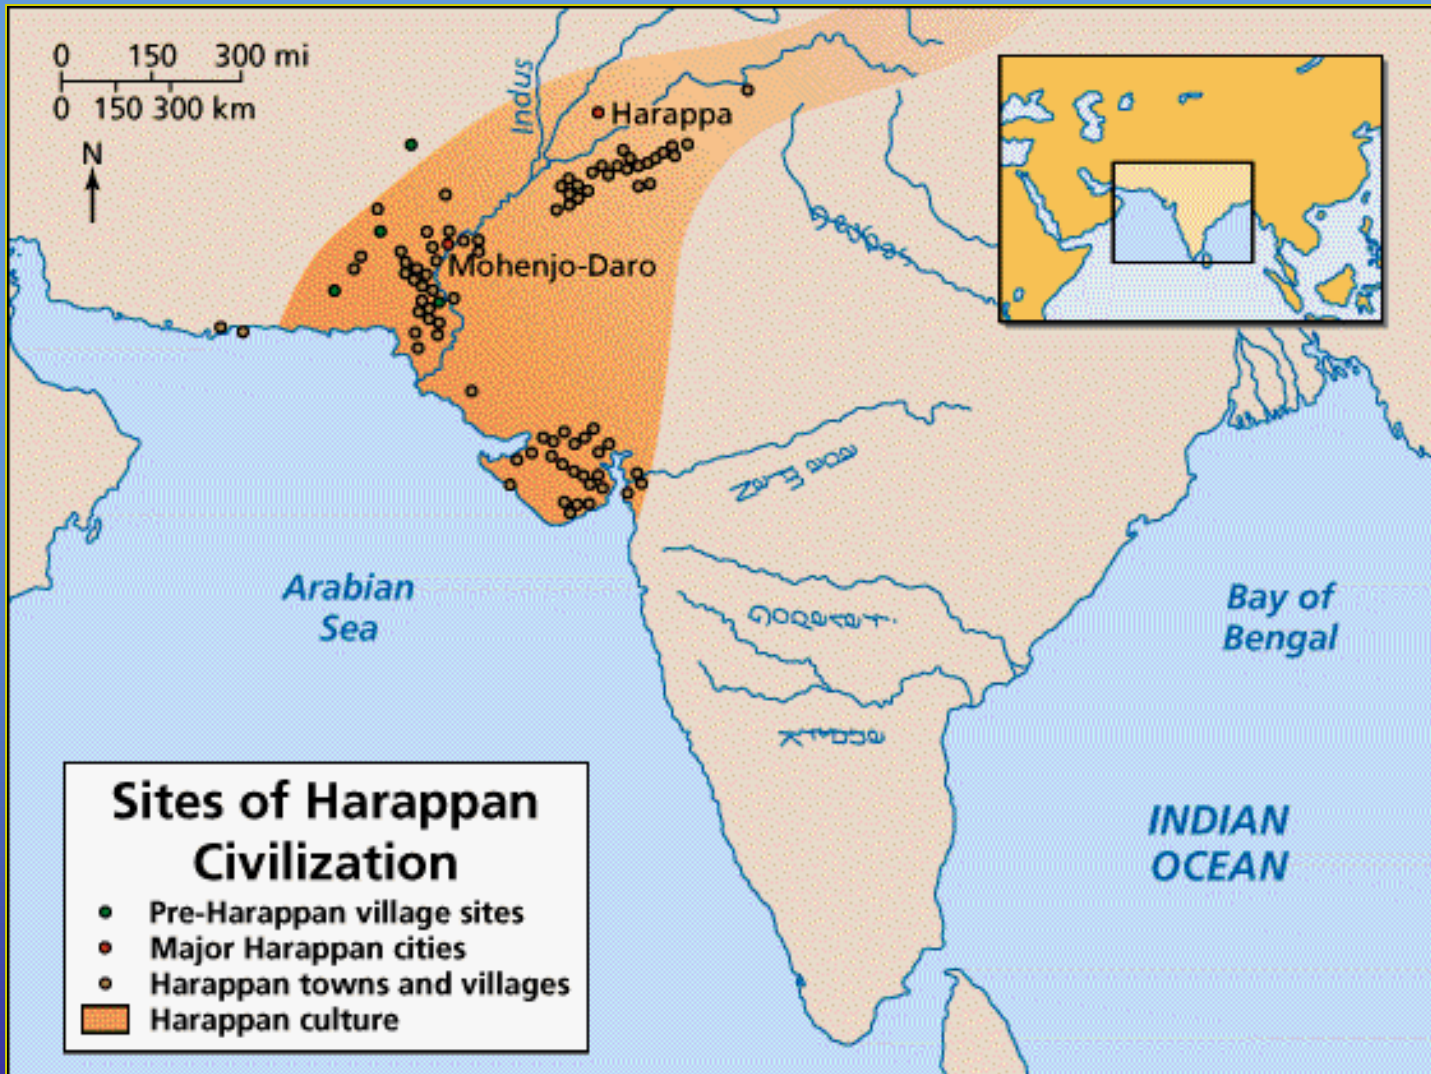 0 150 300 mi
0 150 300 km
N
Indus
Harappa
Mohenjo-Daro
Arabian
Sea
Bay of
Bengal
INDIAN
OCEAN
Sites of Harappan
Civilization
Pre-Harappan village sites
Major Harappan cities
Harappan towns and villages
Harappan culture